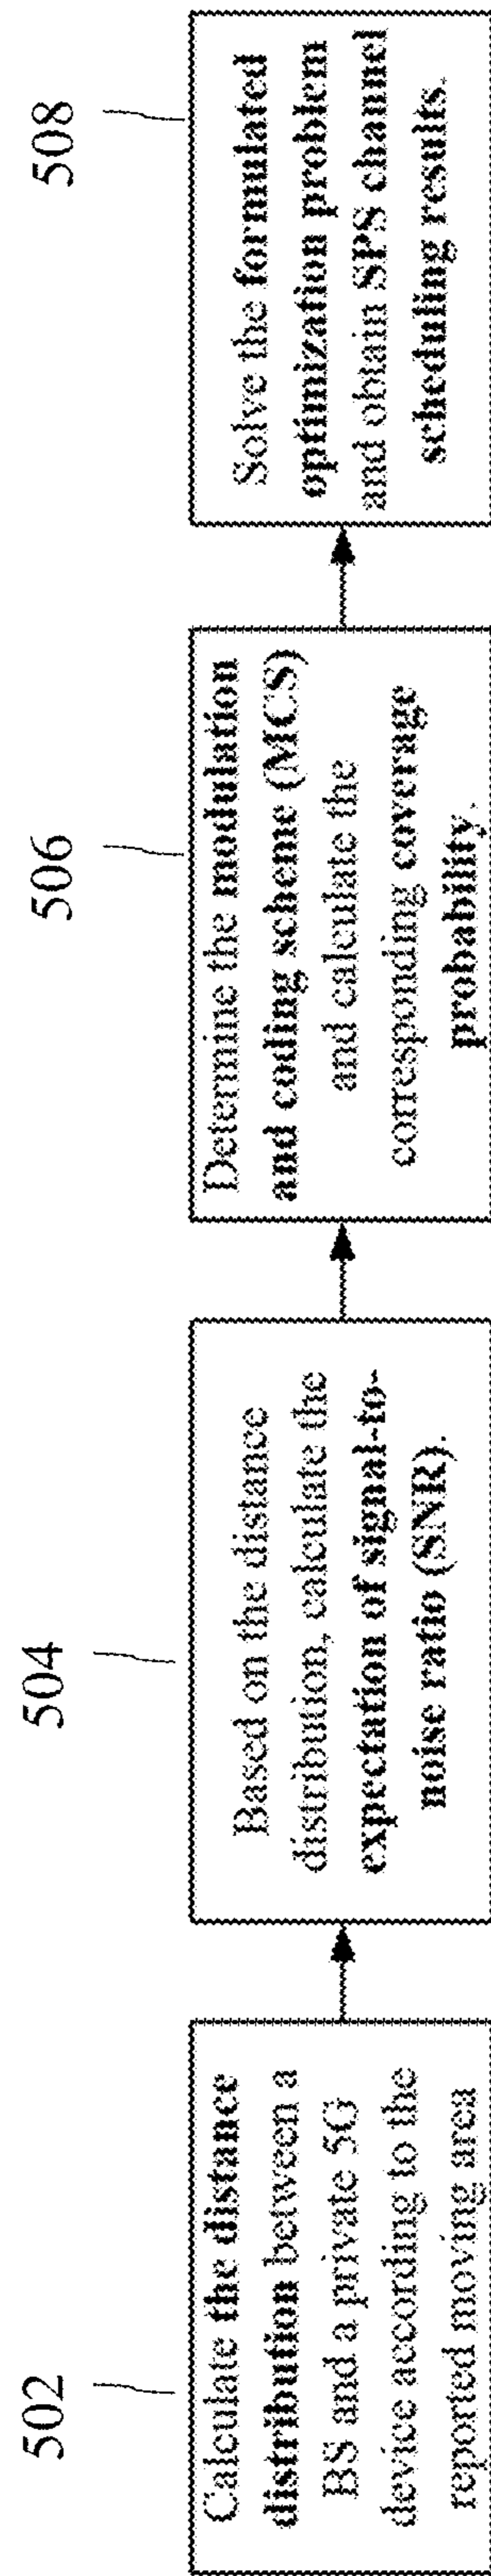 502
Calculate the distance
distribution between a
BS and a private 5G
device according to the
reported moving area
504
Based on the distance
distribution, calculate the
expectation of signal-to-
noise ratio (SNR).
506
Determine the modulation
and coding scheme (MCS)
and calculate the
corresponding coverage
probability.
508
Solve the formulated
optimization problem
and obtain SPS channel
scheduling results.